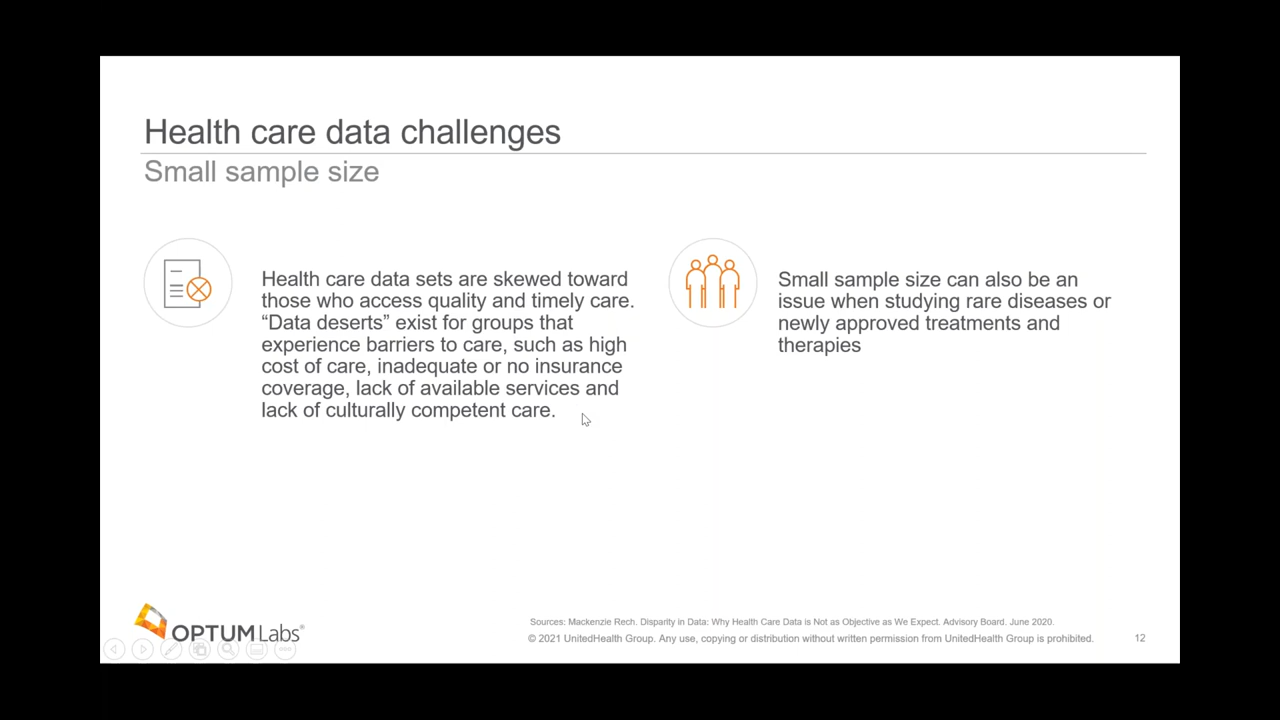 Health care data challenges
Small sample size
Health care data sets are skewed toward
those who access quality and timely care.
“Data deserts” exist for groups that
experience barriers to care, such as high
cost of care, inadequate or no insurance
coverage, lack of available services and
lack of culturally competent care.
Small sample size can also be an
issue when studying rare diseases or
newly approved treatments and
therapies
OPTUMLabs®
Sources: Mackenzie Rech. Disparity in Data: Why Health Care Data is Not as Objective as We Expect. Advisory Board. June 2020.
© 2021 UnitedHealth Group. Any use, copying or distribution without written permission from UnitedHealth Group is prohibited.
12